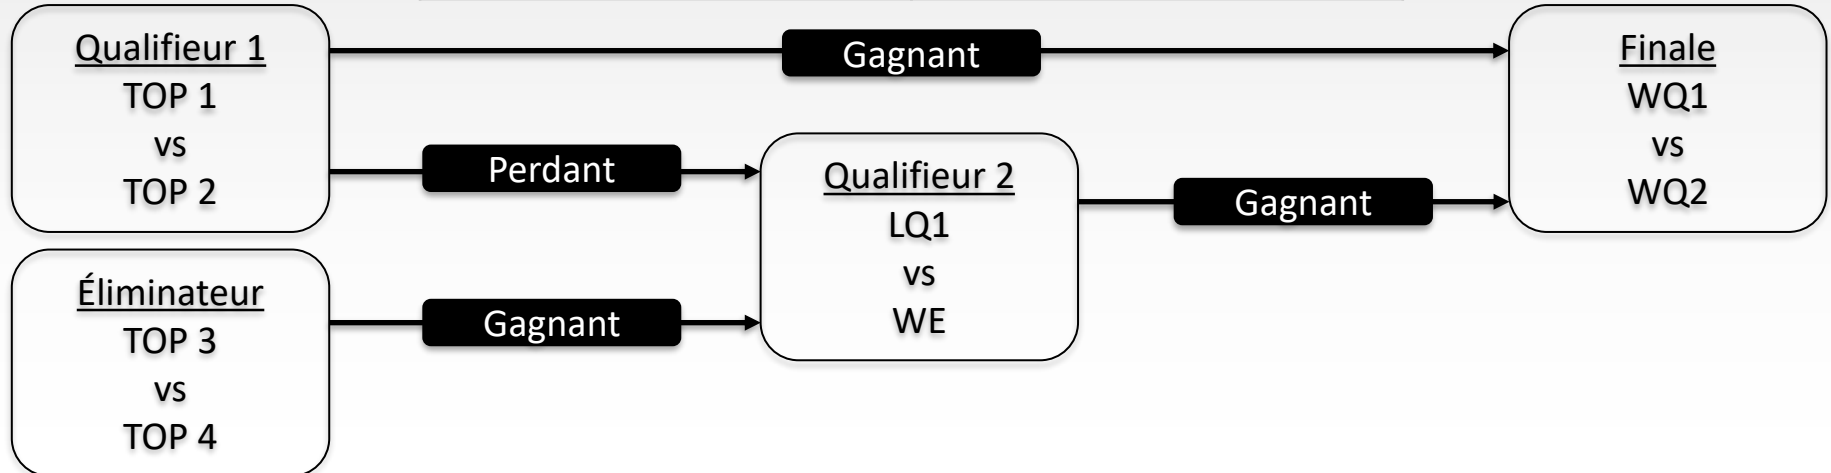 Qualifieur 1
TOP 1
vs
TOP 2
Gagnant
Perdant
Éliminateur
TOP 3
vs
TOP 4
Gagnant
Qualifieur 2
LQ1
vs
WE
Gagnant
Finale
WQ1
vs
WQ2